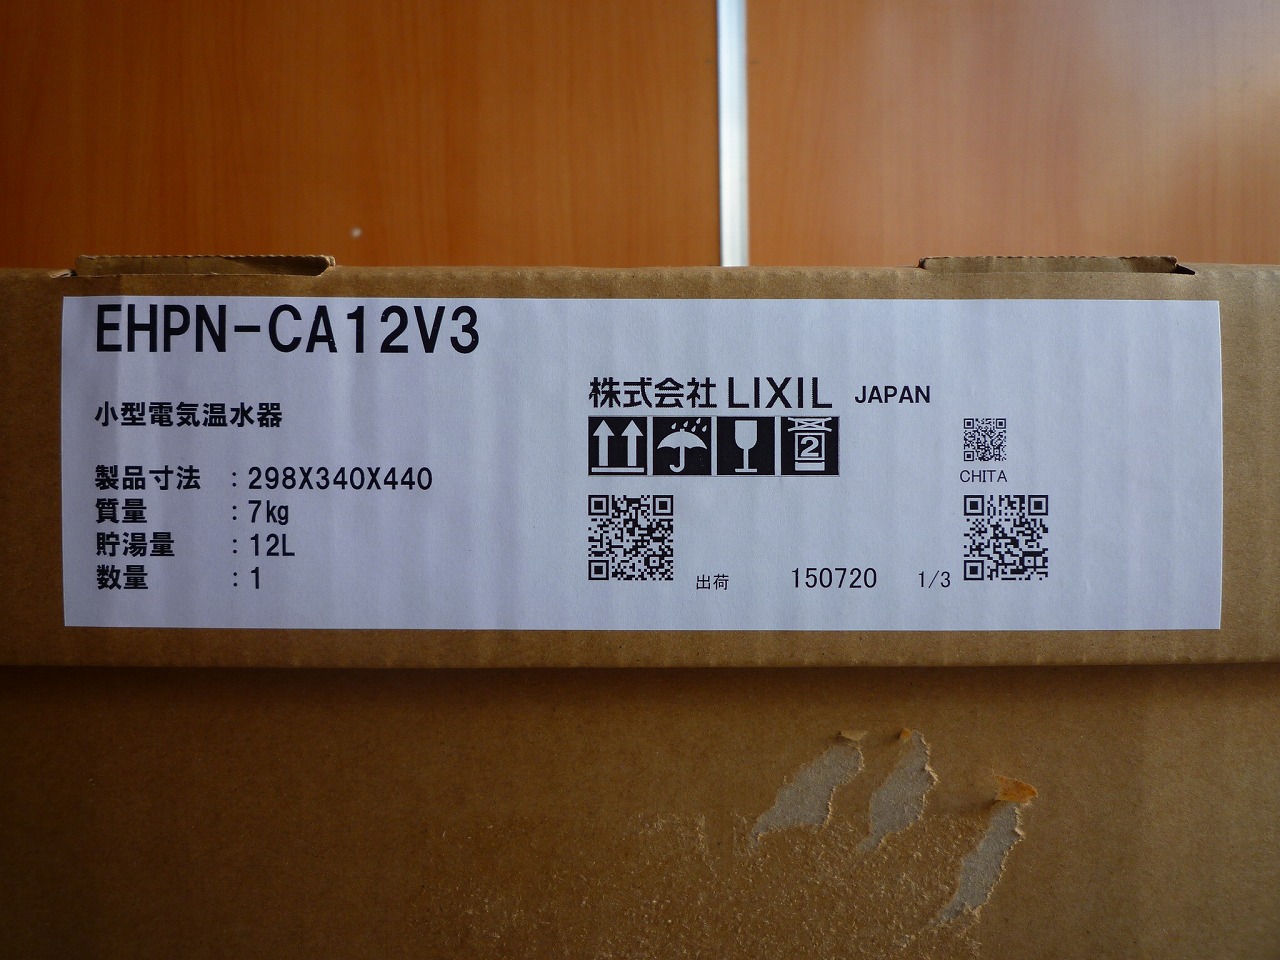 EHPN-CA12V3
小型電気温水器
製品寸法 : 298X340X440
質量 : 7kg
貯湯量 : 12L
数量 : 1
株式会社 LIXIL JAPAN
2
CHITA
出荷 150720 1/3